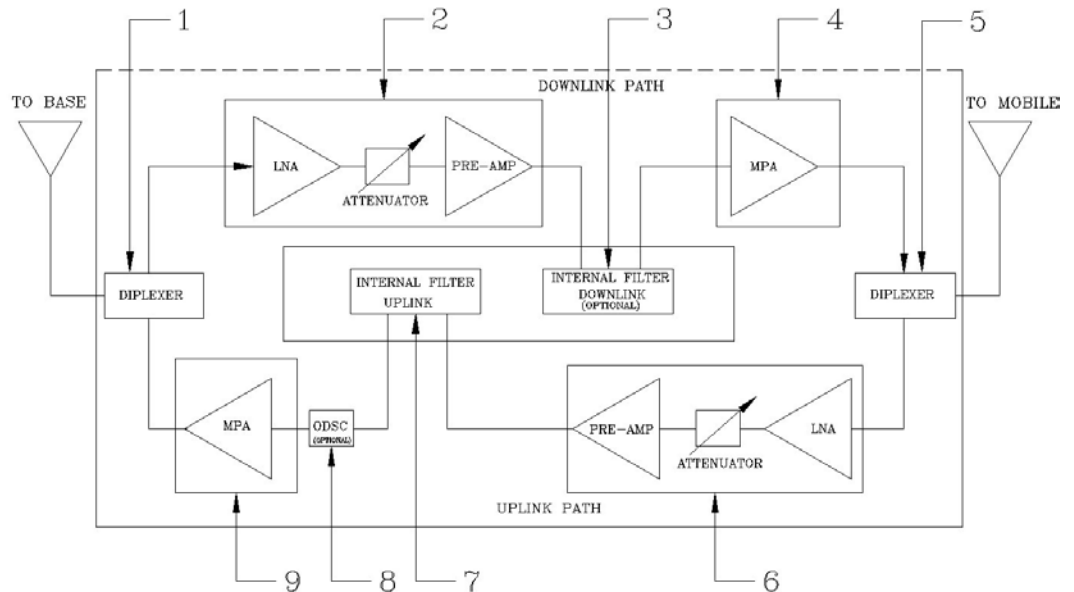 1
2
3
4
5
DOWNLINK PATH
TO BASE
TO MOBILE
LNA
PRE-AMP
MPA
ATTENUATOR
INTERNAL FILTER
UPLINK
INTERNAL FILTER
DOWNLINK
(OPTIONAL)
DIPLEXER
DIPLEXER
MPA
ODSC
(OPTIONAL)
PRE-AMP
LNA
ATTENUATOR
UPLINK PATH
9
8
7
6